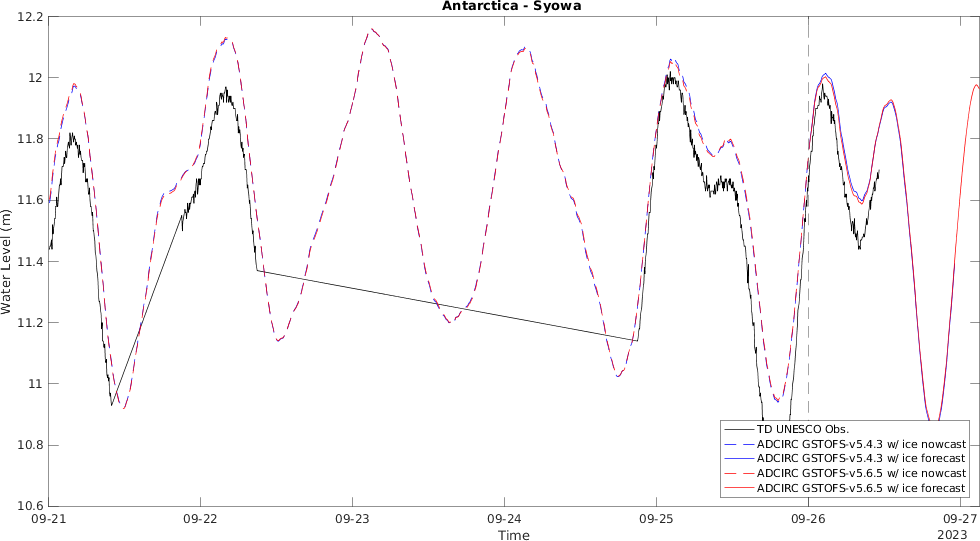 Antarctica - Syowa
12.2
12
11.8
11.6
11.4
11.2
11
10.8
10.6
Water Level (m)
TD UNESCO Obs.
ADCIRC GSTOFS-v5.4.3 w/ ice nowcast
ADCIRC GSTOFS-v5.4.3 w/ ice forecast
ADCIRC GSTOFS-v5.6.5 w/ ice nowcast
ADCIRC GSTOFS-v5.6.5 w/ ice forecast
09-21 09-22 09-23 09-24 09-25 09-26 09-27
Time
2023